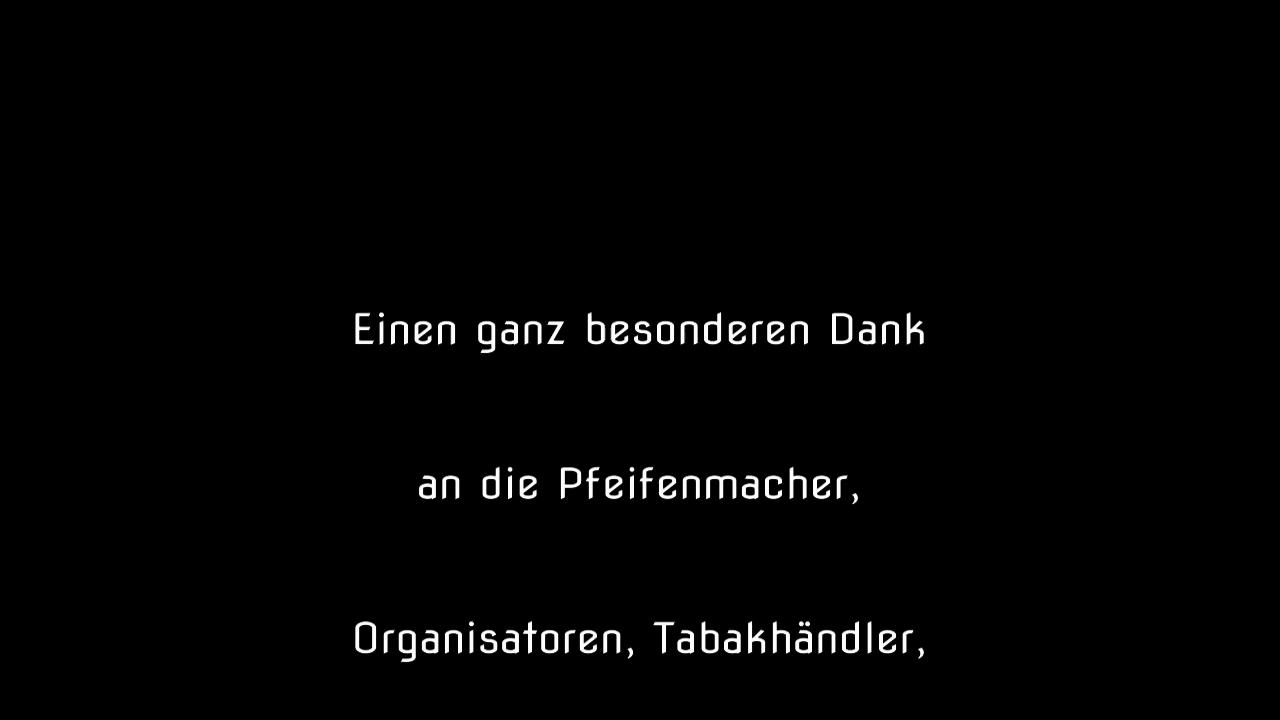 Einen ganz besonderen Dank
an die Pfeifenmacher,
Organisatoren, Tabakhändler,